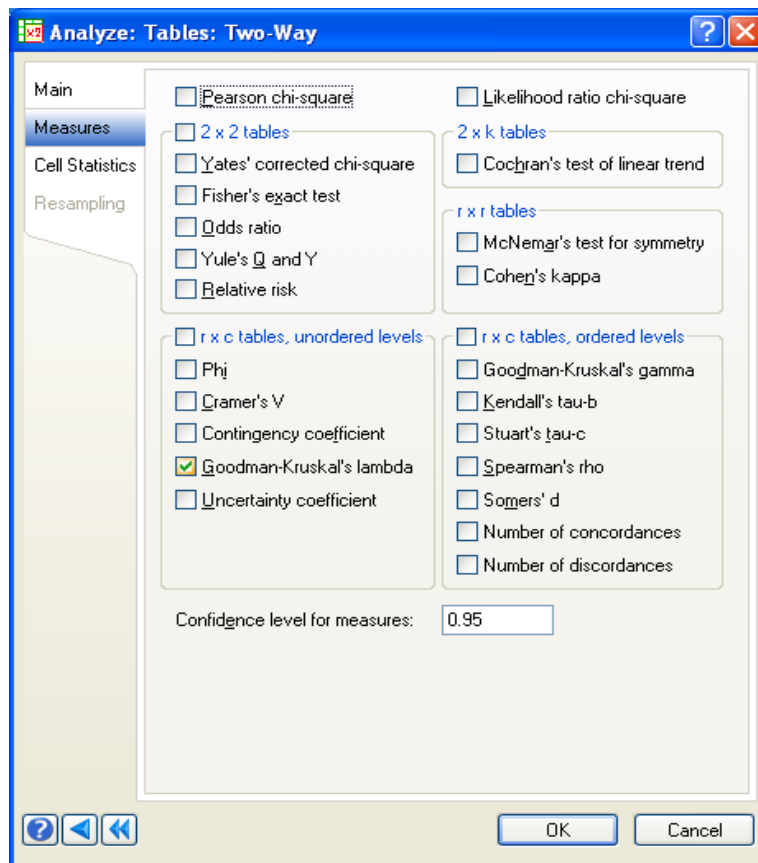 Analyze: Tables: Two-Way
Main
Measures
Cell Statistics
Resampling
Pearson chi-square
Likelihood ratio chi-square
2 x 2 tables
Yates' corrected chi-square
Fisher's exact test
Odds ratio
Yule's Q and Y
Relative risk
2 x k tables
Cochran's test of linear trend
r x r tables
McNemar's test for symmetry
Cohen's kappa
r x c tables, unordered levels
Phi
Cramer's V
Contingency coefficient
Goodman-Kruskal's lambda
Uncertainty coefficient
r x c tables, ordered levels
Goodman-Kruskal's gamma
Kendall's tau-b
Stuart's tau-c
Spearman's rho
Somers' d
Number of concordances
Number of discordances
Confidence level for measures: 0.95
OK Cancel